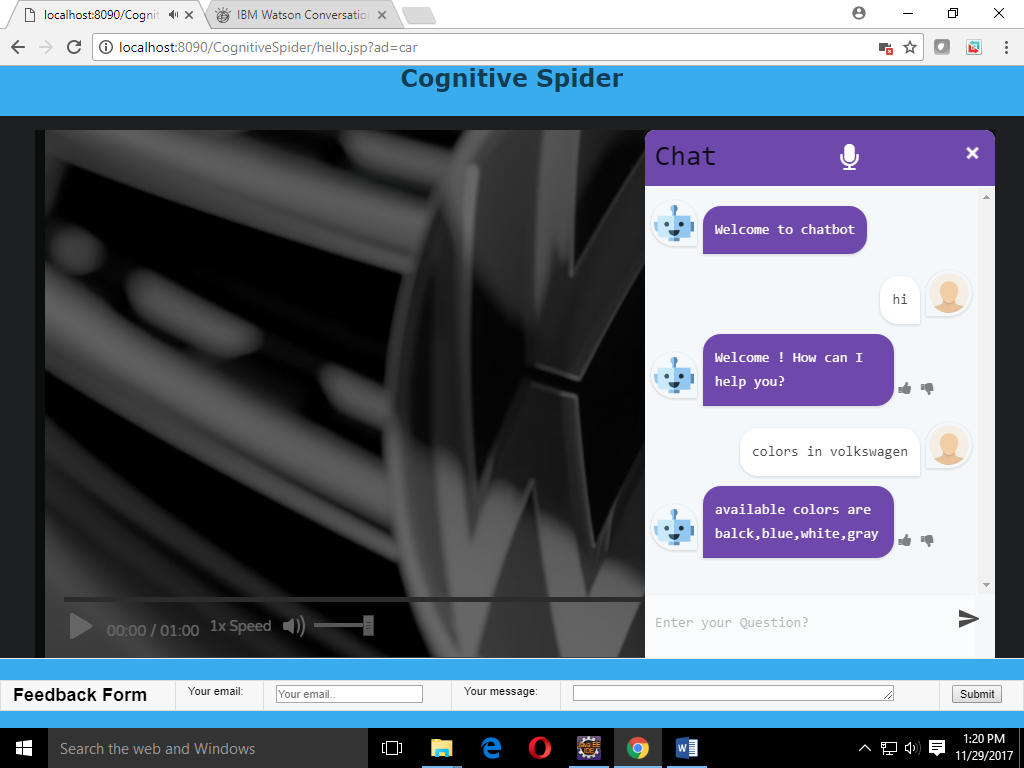 localhost:8090/Cognit
IBM Watson Conversation
localhost:8090/CognitiveSpider/hello.jsp?ad=car
Cognitive Spider
Chat
Welcome to chatbot
hi
Welcome ! How can I
help you?
colors in volkswagen
available colors are
balck,blue,white,gray
00:00 / 01:00
1x Speed
Enter your Question?
Feedback Form
Your email:
Your email..
Your message:
Submit
Search the web and Windows
1:20 PM
11/29/2017